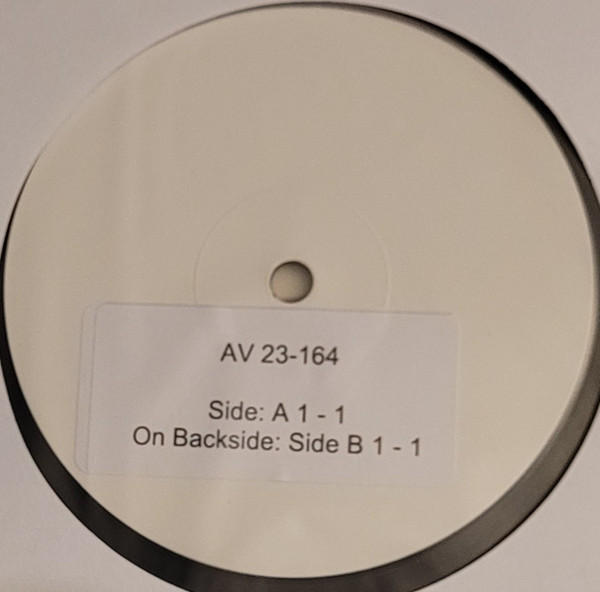 AV 23-164
Side: A 1 - 1
On Backside: Side B 1 - 1